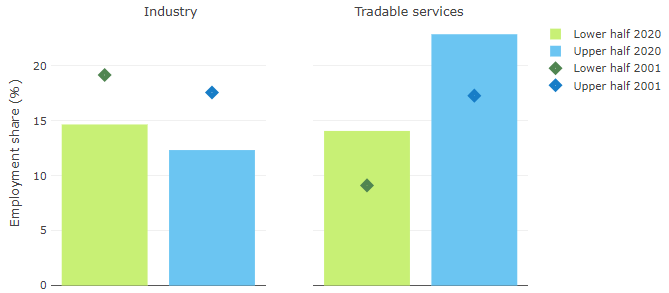 Industry
Tradable services
Employment share (%)
20
15
10
5
0
Lower half 2020
Upper half 2020
Lower half 2001
Upper half 2001